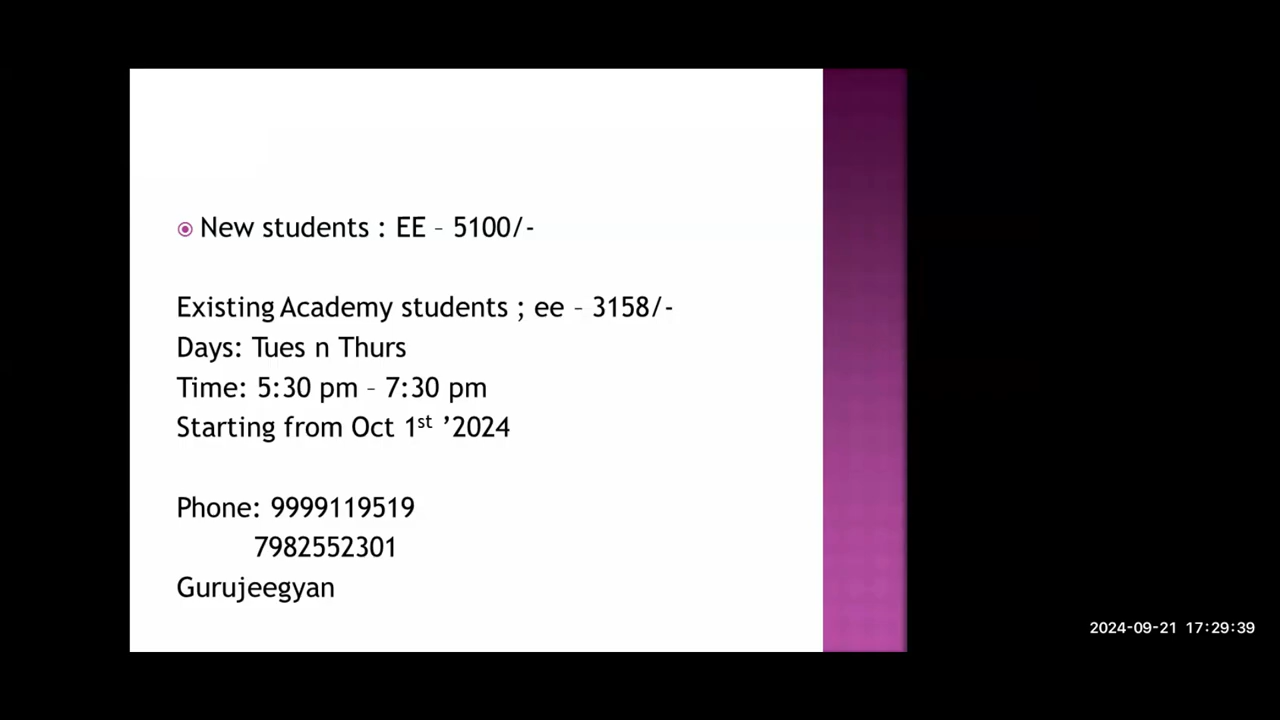 New students : EE – 5100/-
Existing Academy students ; ee – 3158/-
Days: Tues n Thurs
Time: 5:30 pm – 7:30 pm
Starting from Oct 1st ’2024
Phone: 9999119519
7982552301
Gurujeegyan
2024-09-21 17:29:39